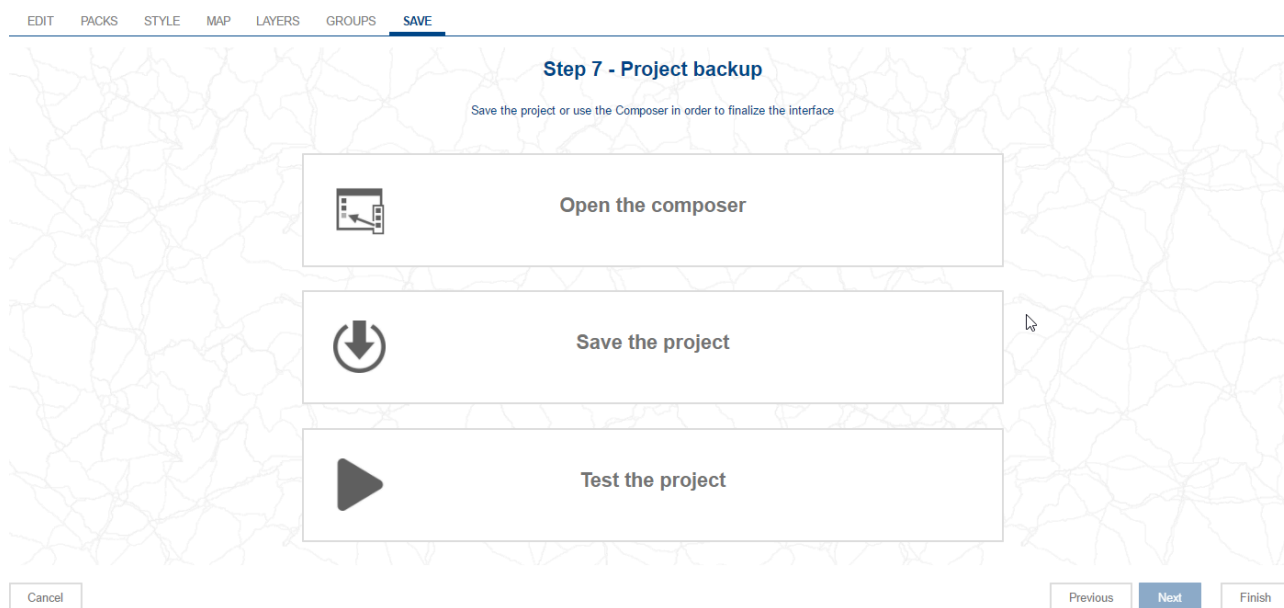 EDIT PACKS STYLE MAP LAYERS GROUPS SAVE
Step 7 - Project backup
Save the project or use the Composer in order to finalize the interface
Open the composer
Save the project
Test the project
Cancel Previous Next Finish